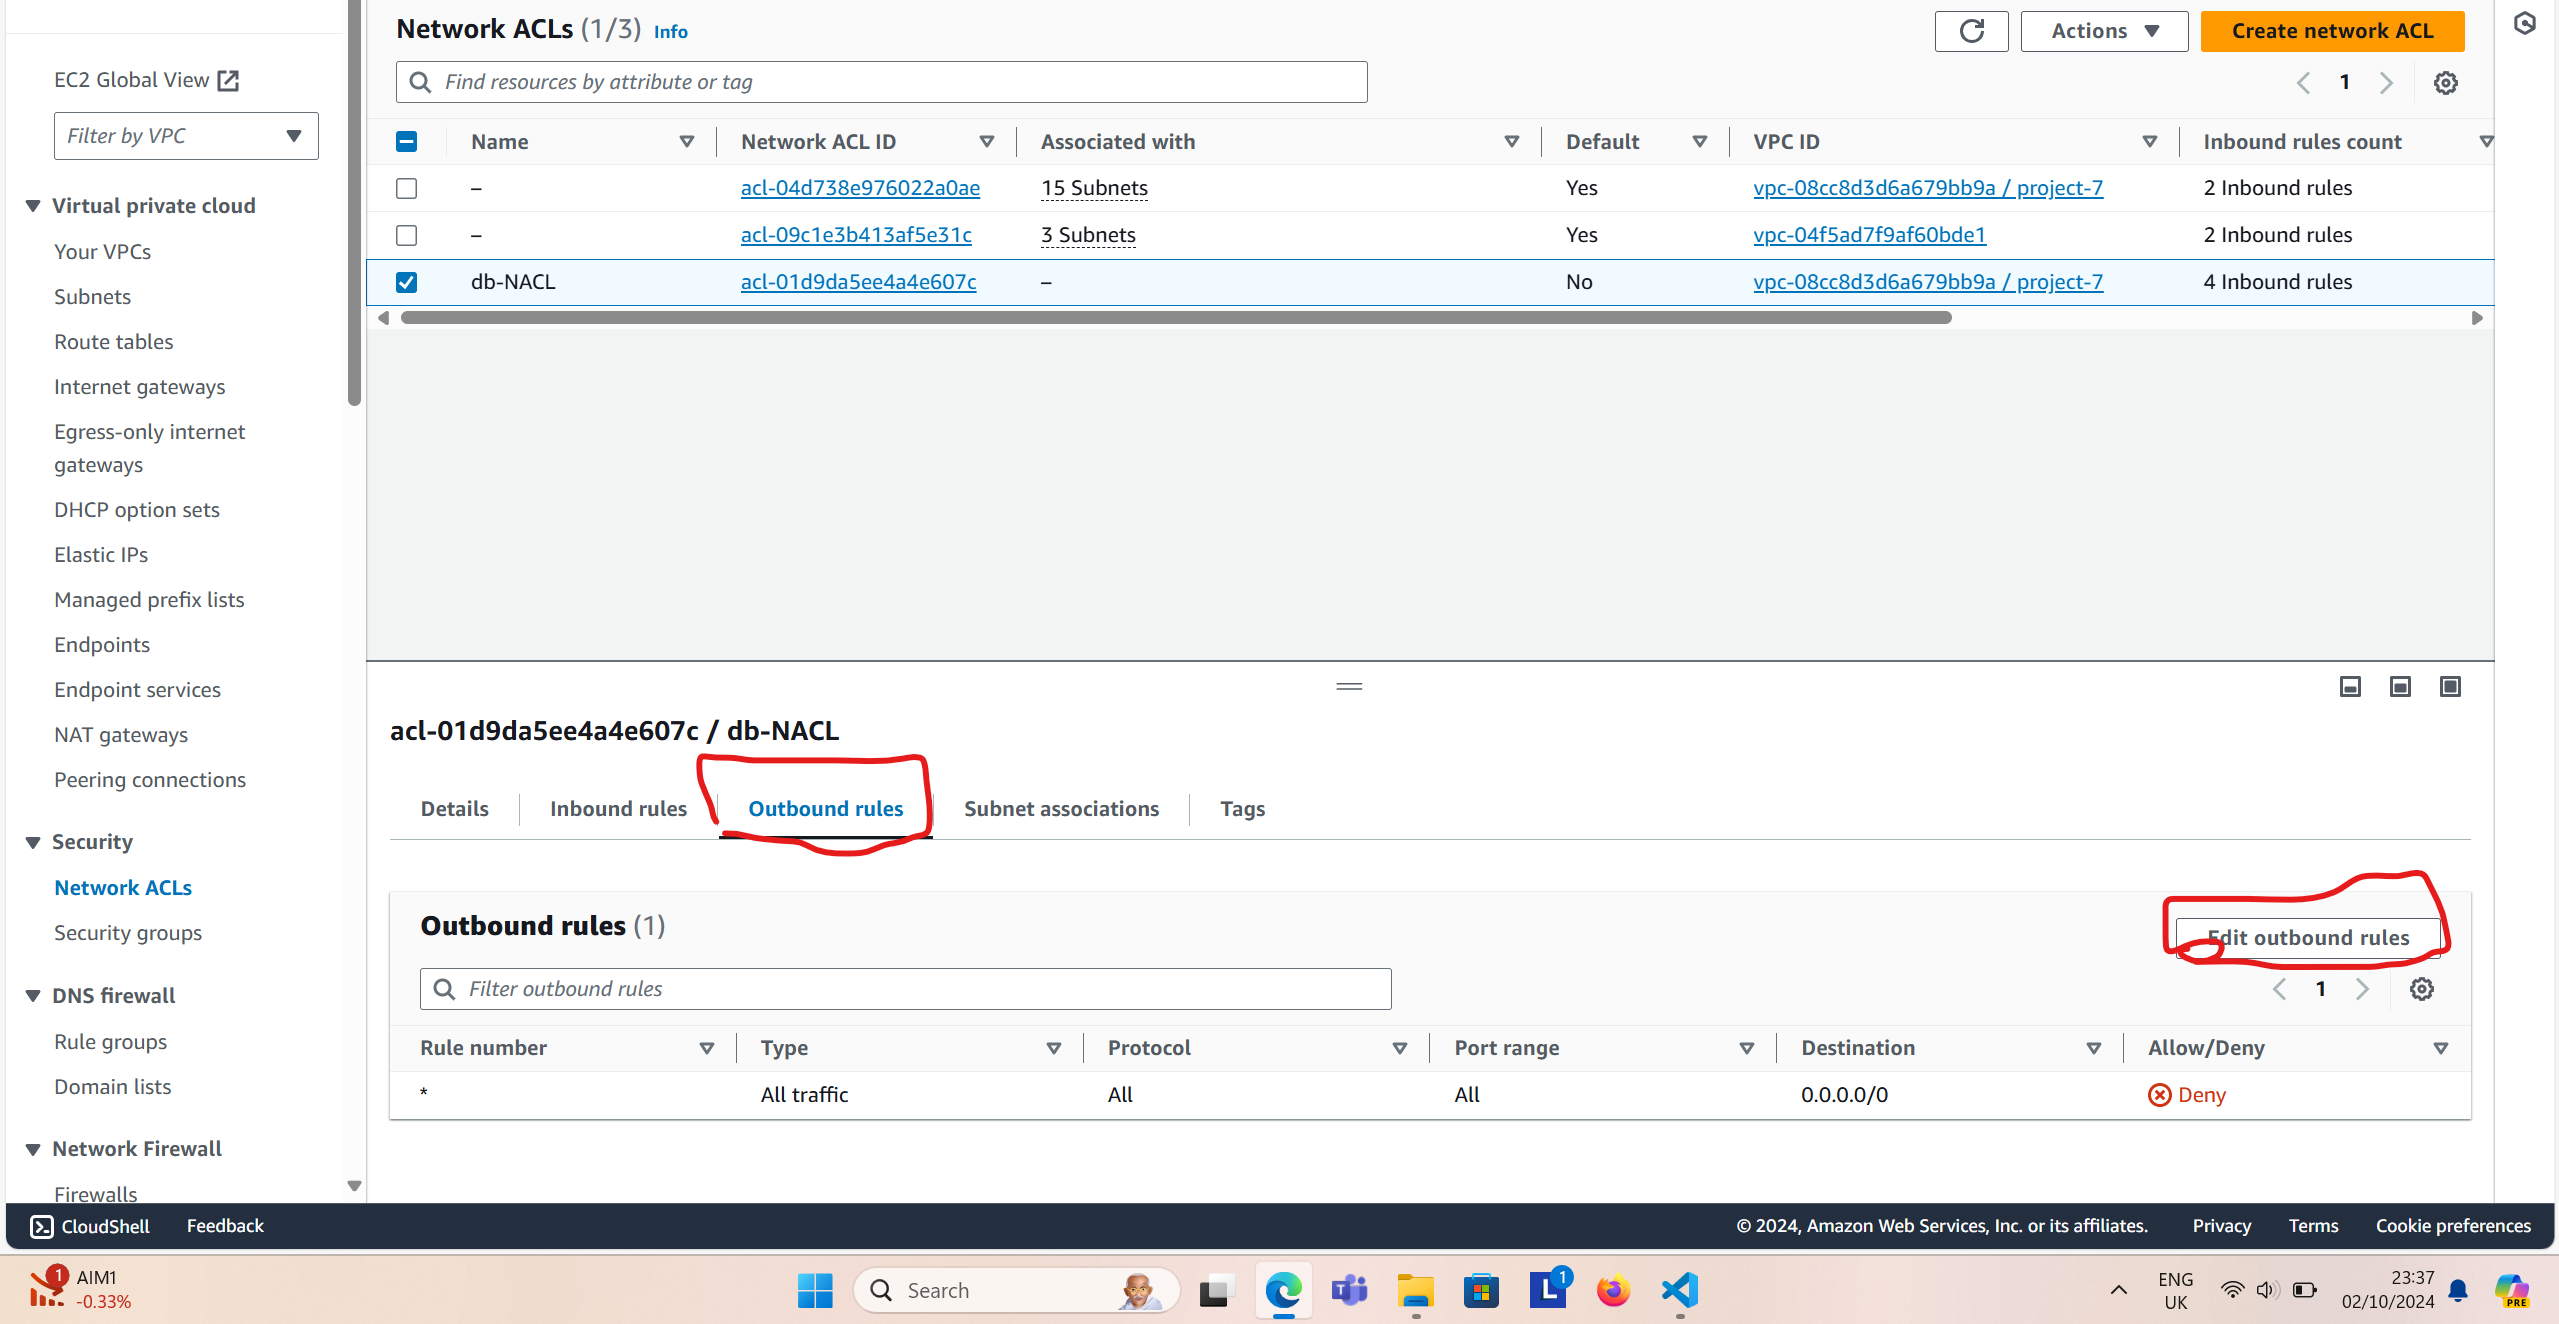 Network ACLs (1/3) Info
Actions
Create network ACL
Find resources by attribute or tag
1
Name Network ACL ID Associated with Default VPC ID Inbound rules count
– acl-04d738e976022a0ae 15 Subnets Yes vpc-08cc8d3d6a679bb9a / project-7 2 Inbound rules
– acl-09c1e3b413af5e31c 3 Subnets Yes vpc-04f5ad7f9af60bde1 2 Inbound rules
db-NACL acl-01d9da5ee4a4e607c – No vpc-08cc8d3d6a679bb9a / project-7 4 Inbound rules
EC2 Global View
Filter by VPC
Virtual private cloud
Your VPCs
Subnets
Route tables
Internet gateways
Egress-only internet
gateways
DHCP option sets
Elastic IPs
Managed prefix lists
Endpoints
Endpoint services
NAT gateways
Peering connections
Security
Network ACLs
Security groups
DNS firewall
Rule groups
Domain lists
Network Firewall
Firewalls
acl-01d9da5ee4a4e607c / db-NACL
Details Inbound rules Outbound rules Subnet associations Tags
Outbound rules (1)
Edit outbound rules
Filter outbound rules
1
Rule number Type Protocol Port range Destination Allow/Deny
* All traffic All All 0.0.0.0/0 Deny
CloudShell Feedback © 2024, Amazon Web Services, Inc. or its affiliates. Privacy Terms Cookie preferences
1
AIM1
-0.33%
Search
T
L
1
PRE
ENG
UK
23:37
02/10/2024